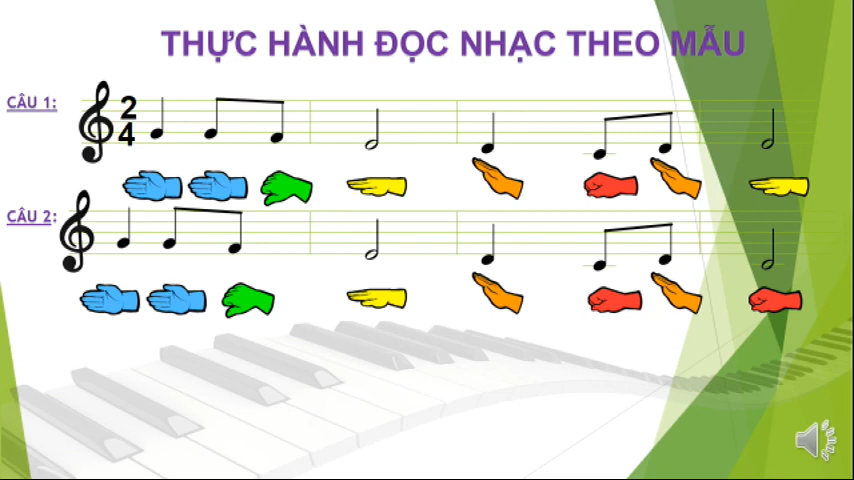 THỰC HÀNH ĐỌC NHẠC THEO MẪU
CÂU 1:
2
4
CÂU 2: